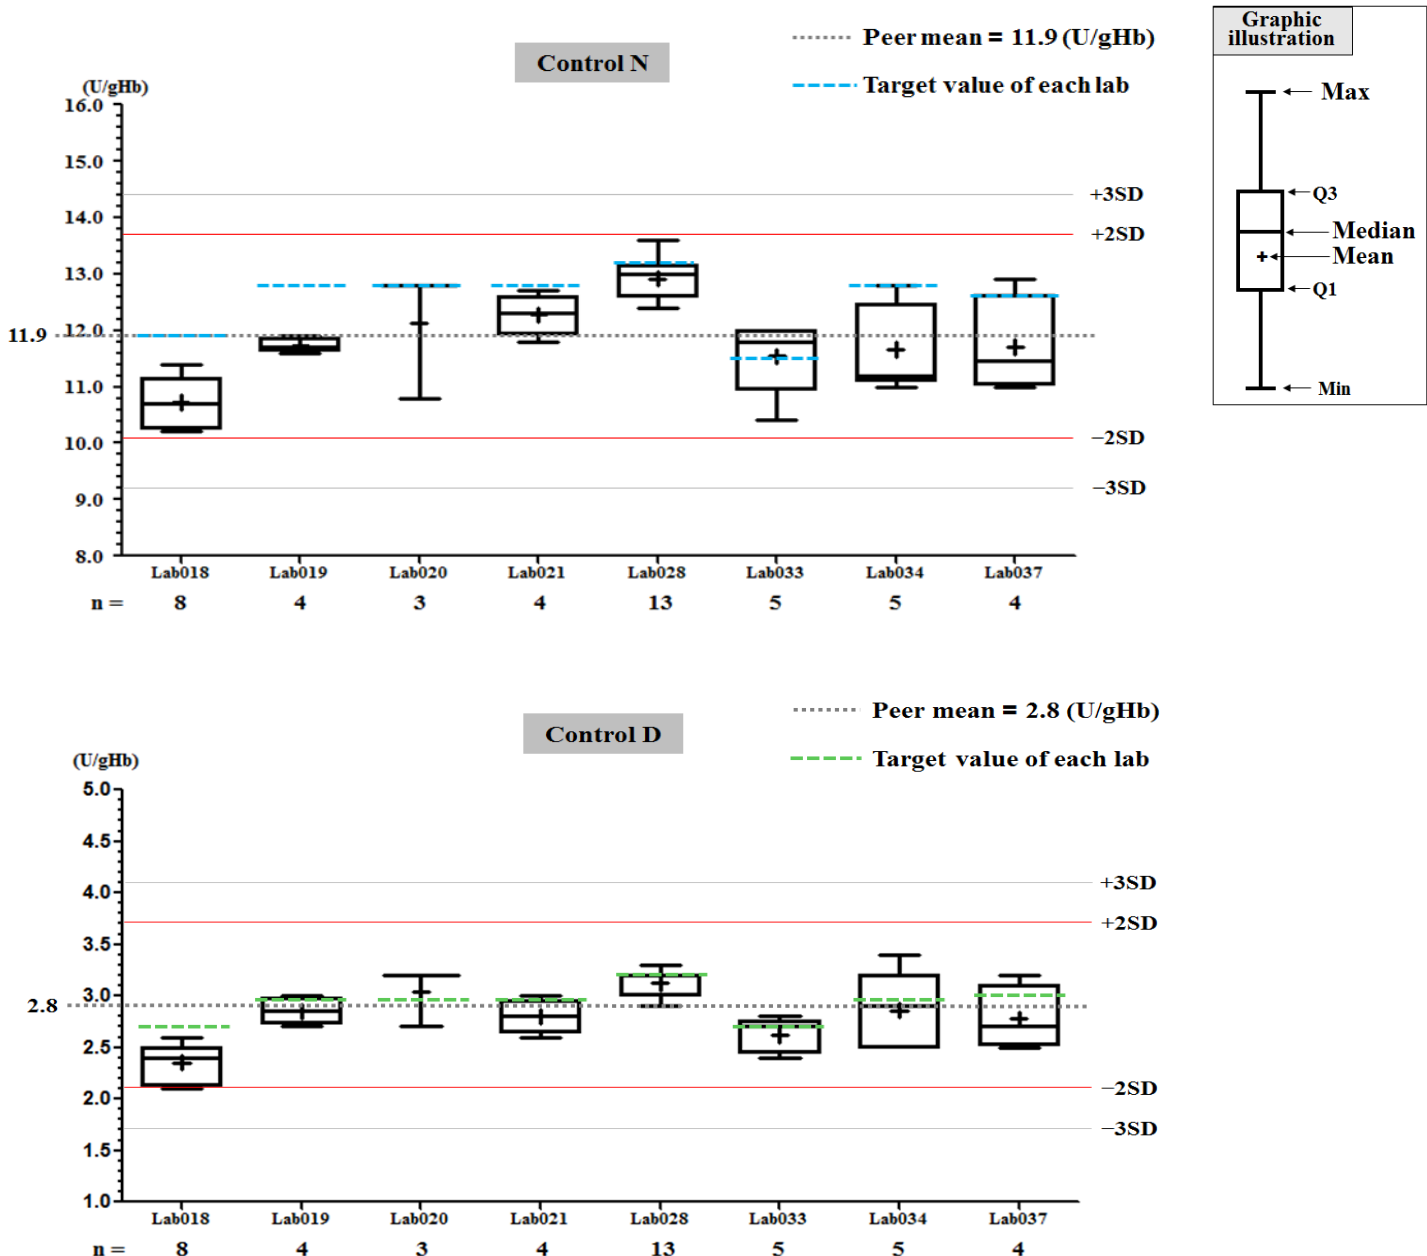 Control N
Peer mean = 11.9 (U/gHb)
Target value of each lab
(U/gHb)
16.0
15.0
14.0
13.0
12.0
11.9
11.0
10.0
9.0
8.0
+3SD
+2SD
−2SD
−3SD
Lab018 Lab019 Lab020 Lab021 Lab028 Lab033 Lab034 Lab037
n = 8 4 3 4 13 5 5 4
Graphic
illustration
Max
Q3
Median
Mean
Q1
Min
Control D
Peer mean = 2.8 (U/gHb)
Target value of each lab
(U/gHb)
5.0
4.5
4.0
3.5
3.0
2.8
2.5
2.0
1.5
1.0
+3SD
+2SD
−2SD
−3SD
Lab018 Lab019 Lab020 Lab021 Lab028 Lab033 Lab034 Lab037
n = 8 4 3 4 13 5 5 4